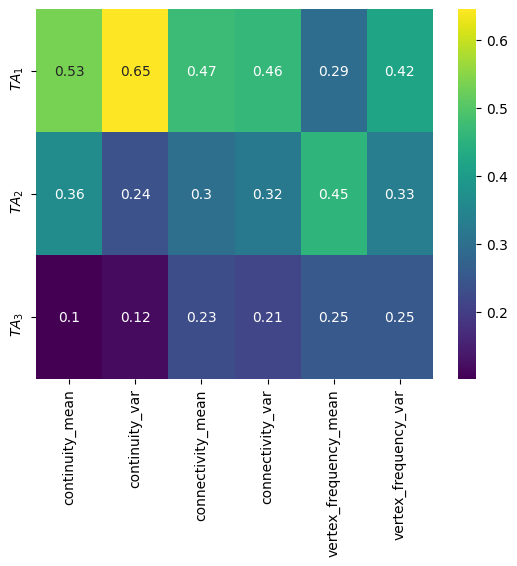 TA1 0.53 0.65 0.47 0.46 0.29 0.42
TA2 0.36 0.24 0.3 0.32 0.45 0.33
TA3 0.1 0.12 0.23 0.21 0.25 0.25
continuity_mean
continuity_var
connectivity_mean
connectivity_var
vertex_frequency_mean
vertex_frequency_var
0.6
0.5
0.4
0.3
0.2